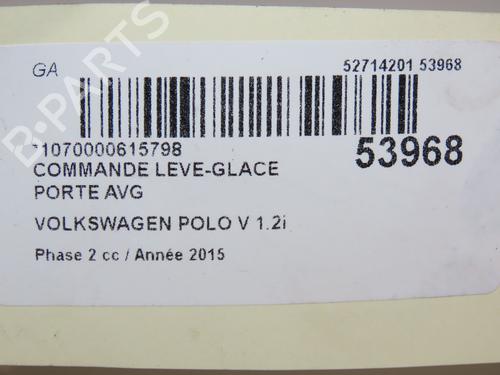 GA
52714201 53968
*1070000615798
53968
COMMANDE LEVE-GLACE
PORTE AVG
VOLKSWAGEN POLO V 1.2i
Phase 2 cc / Année 2015
B-PARTS